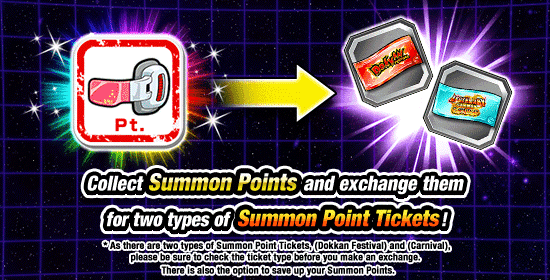 Pt.
DOKKAN
Collect Summon Points and exchange them
for two types of Summon Point Tickets!
* As there are two types of Summon Point Tickets, (Dokkan Festival) and (Carnival),
please be sure to check the ticket type before you make an exchange.
There is also the option to save up your Summon Points.